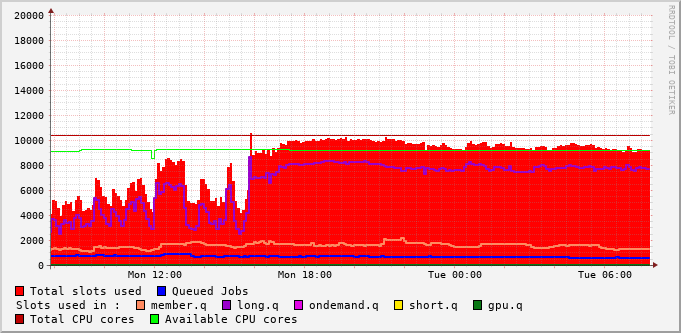 20000
18000
16000
14000
12000
10000
8000
6000
4000
2000
0
Mon 12:00 Mon 18:00 Tue 00:00 Tue 06:00
Total slots used Queued Jobs
Slots used in : member.q long.q ondemand.q short.q gpu.q
Total CPU cores Available CPU cores
RRDTOOL / TOBI OETIKER